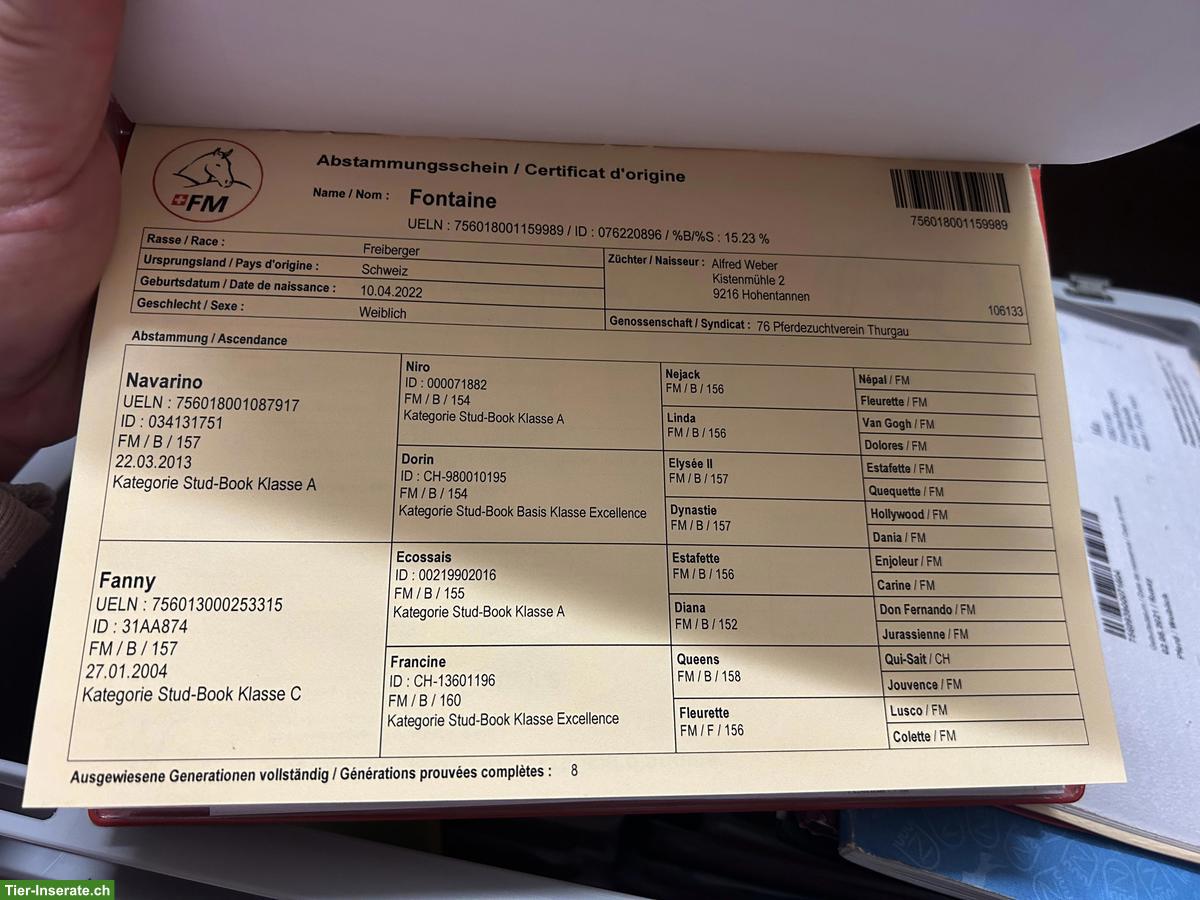 FM
Abstammungsschein / Certificat d'origine
Name / Nom : Fontaine
UELN : 756018001159989 / ID : 076220896 / %B/%S : 15.23 %
756018001159989
Rasse / Race : Freiberger
Ursprungsland / Pays d'origine : Schweiz
Geburtsdatum / Date de naissance : 10.04.2022
Geschlecht / Sexe : Weiblich
Züchter / Naisseur : Alfred Weber
Kistenmühle 2
9216 Hohentannen
106133
Genossenschaft / Syndicat : 76 Pferdezuchtverein Thurgau
Abstammung / Ascendance
Navarino
UELN : 756018001087917
ID : 034131751
FM / B / 157
22.03.2013
Kategorie Stud-Book Klasse A
Fanny
UELN : 756013000253315
ID : 31AA874
FM / B / 157
27.01.2004
Kategorie Stud-Book Klasse C
Niro
ID : 000071882
FM / B / 154
Kategorie Stud-Book Klasse A
Dorin
ID : CH-980010195
FM / B / 154
Kategorie Stud-Book Basis Klasse Excellence
Ecossais
ID : 00219902016
FM / B / 155
Kategorie Stud-Book Klasse A
Francine
ID : CH-13601196
FM / B / 160
Kategorie Stud-Book Klasse Excellence
Nejack
FM / B / 156
Linda
FM / B / 156
Elysée II
FM / B / 157
Dynastie
FM / B / 157
Estafette
FM / B / 156
Diana
FM / B / 152
Queens
FM / B / 158
Fleurette
FM / F / 156
Népal / FM
Fleurette / FM
Van Gogh / FM
Dolores / FM
Estafette / FM
Quequette / FM
Hollywood / FM
Dania / FM
Enjoleur / FM
Carine / FM
Don Fernando / FM
Jurassienne / FM
Qui-Sait / CH
Jouvence / FM
Lusco / FM
Colette / FM
Ausgewiesene Generationen vollständig / Générations prouvées complètes : 8
Tier-Inserate.ch